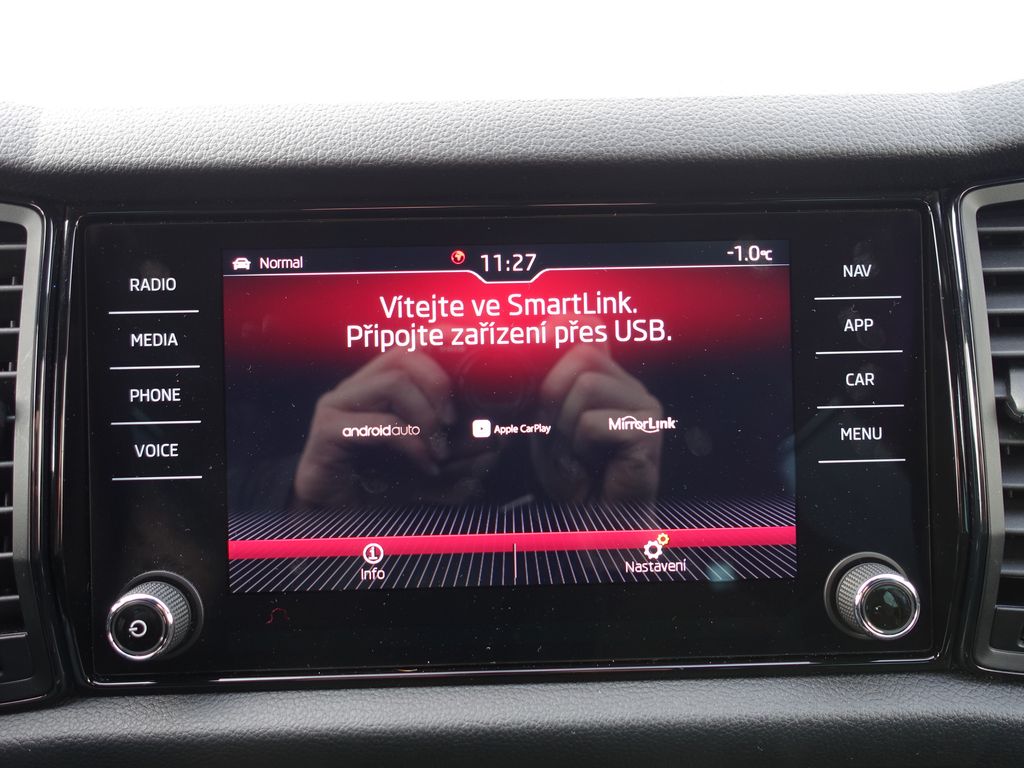 RADIO
MEDIA
PHONE
VOICE
Normal
11:27
-1.0°C
Vítejte ve SmartLink.
Připojte zařízení přes USB.
androidauto
Apple CarPlay
MirrorLink
Info
Nastavení
NAV
APP
CAR
MENU